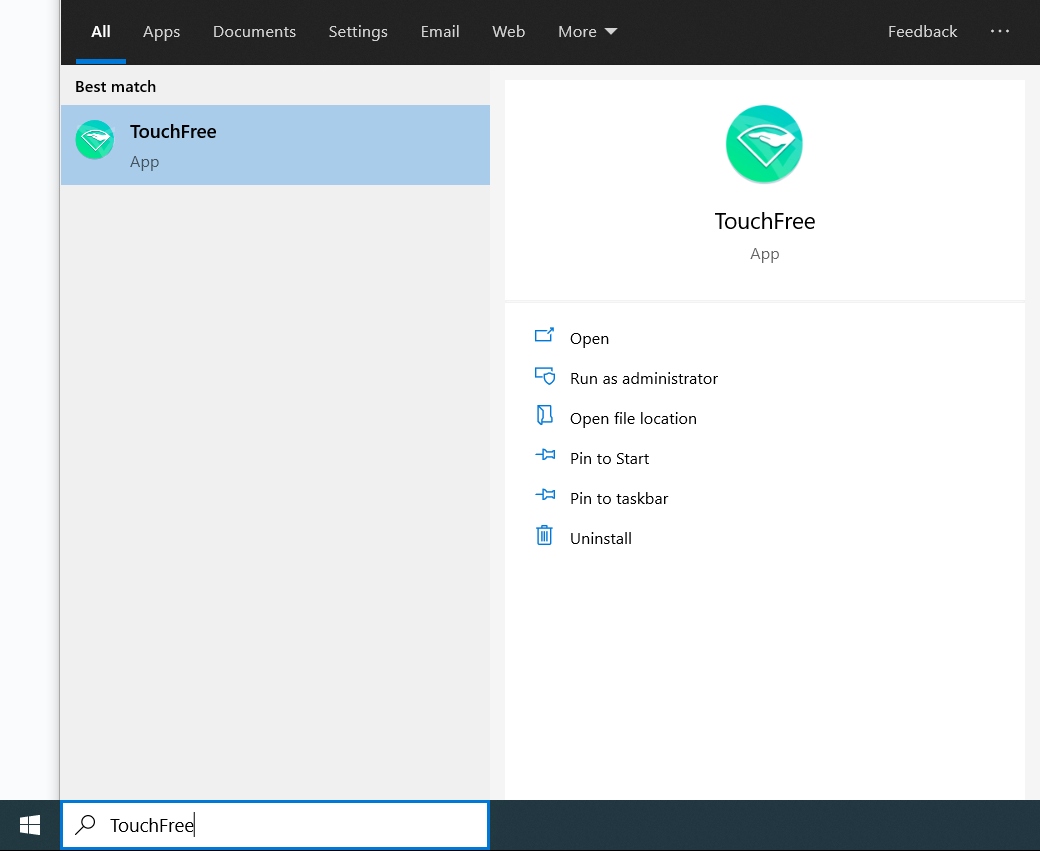 All Apps Documents Settings Email Web More Feedback ...
Best match
TouchFree
App
TouchFree
App
Open
Run as administrator
Open file location
Pin to Start
Pin to taskbar
Uninstall
TouchFree